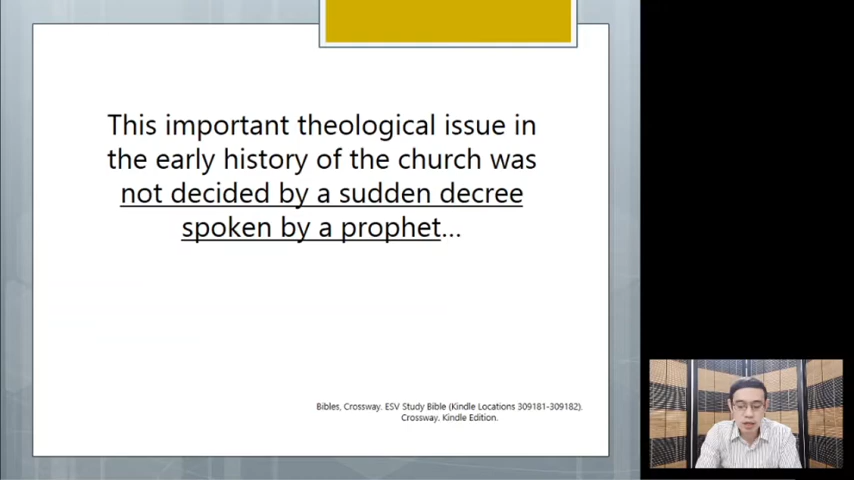 This important theological issue in
the early history of the church was
not decided by a sudden decree
spoken by a prophet...
Bibles, Crossway. ESV Study Bible (Kindle Locations 309181-309182).
Crossway. Kindle Edition.